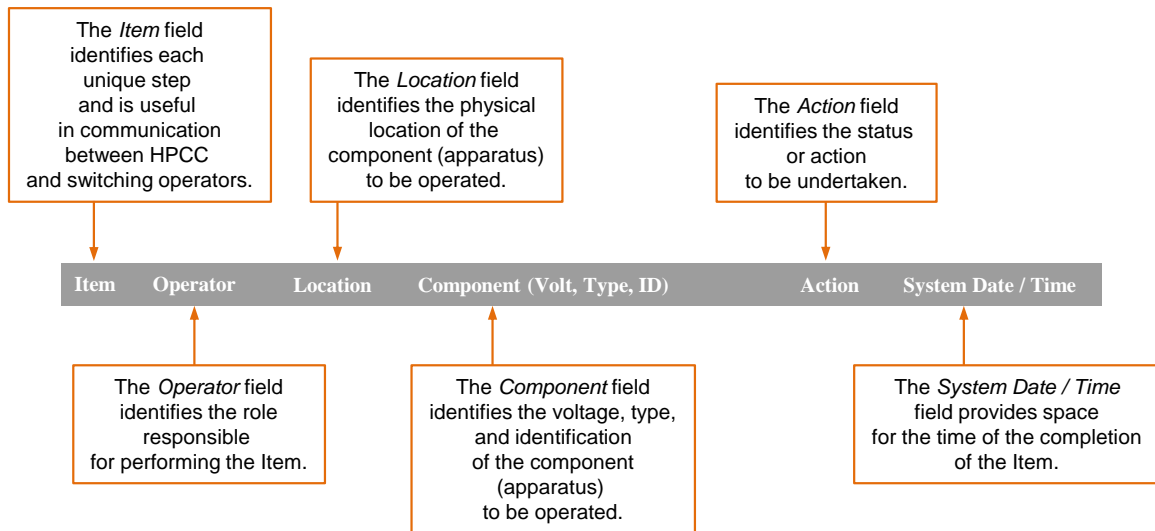 The Item field
identifies each
unique step
and is useful
in communication
between HPCC
and switching operators.
The Location field
identifies the physical
location of the
component (apparatus)
to be operated.
The Action field
identifies the status
or action
to be undertaken.
Item Operator Location Component (Volt, Type, ID) Action System Date / Time
The Operator field
identifies the role
responsible
for performing the Item.
The Component field
identifies the voltage, type,
and identification
of the component
(apparatus)
to be operated.
The System Date / Time
field provides space
for the time of the completion
of the Item.